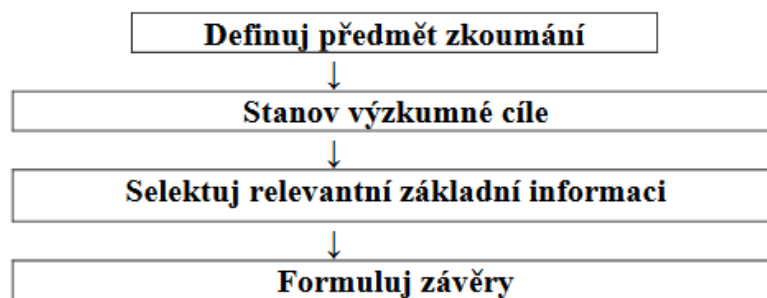 Definuj předmět zkoumání
↓
Stanov výzkumné cíle
↓
Selektuj relevantní základní informaci
↓
Formuluj závěry